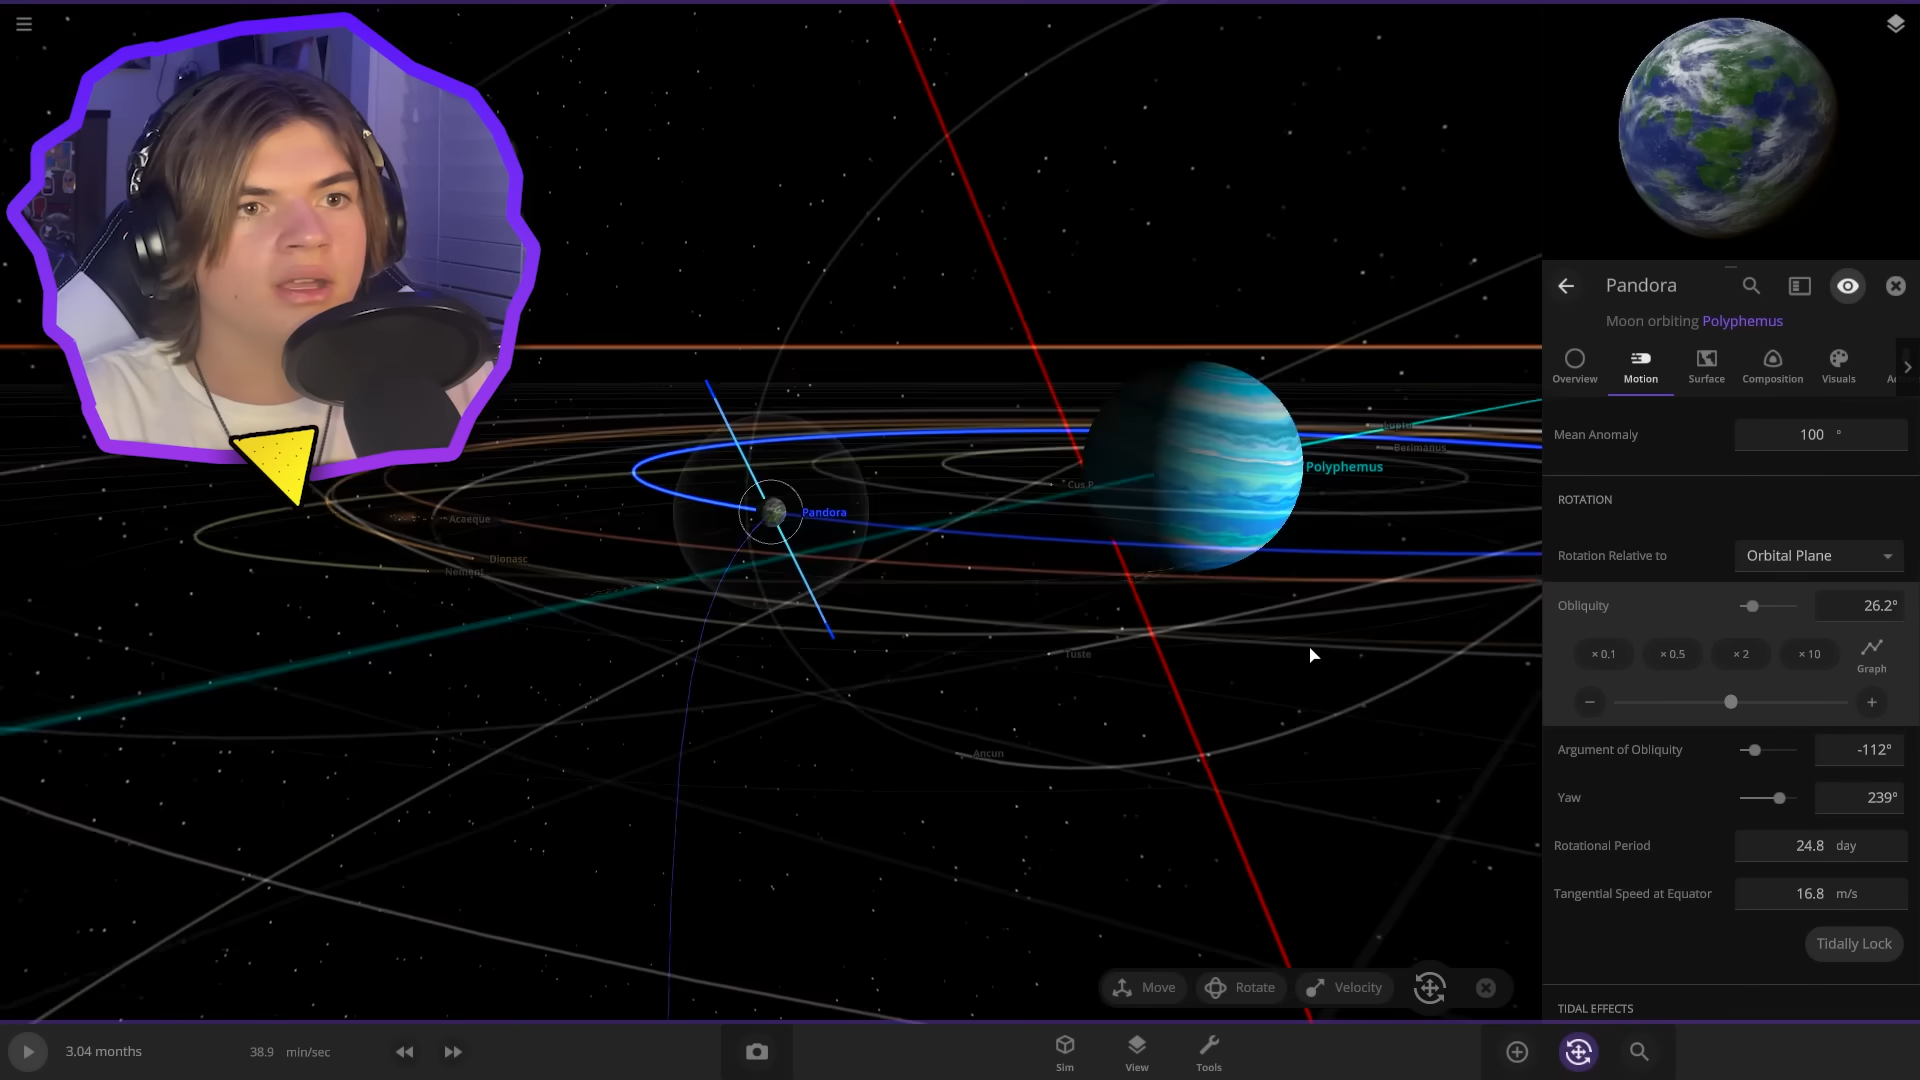 Pandora
Moon orbiting Polyphemus
Overview
Motion
Surface
Composition
Visuals
Mean Anomaly
100 °
ROTATION
Rotation Relative to
Orbital Plane
Obliquity
26.2°
× 0.1
× 0.5
× 2
× 10
Graph
Argument of Obliquity
-112°
Yaw
239°
Rotational Period
24.8 day
Tangential Speed at Equator
16.8 m/s
Tidally Lock
TIDAL EFFECTS
Berimanus
Polyphemus
Cus P
Pandora
Acaeque
Dionasc
Nement
Tuste
Ancun
Move
Rotate
Velocity
3.04 months
38.9 min/sec
Sim
View
Tools